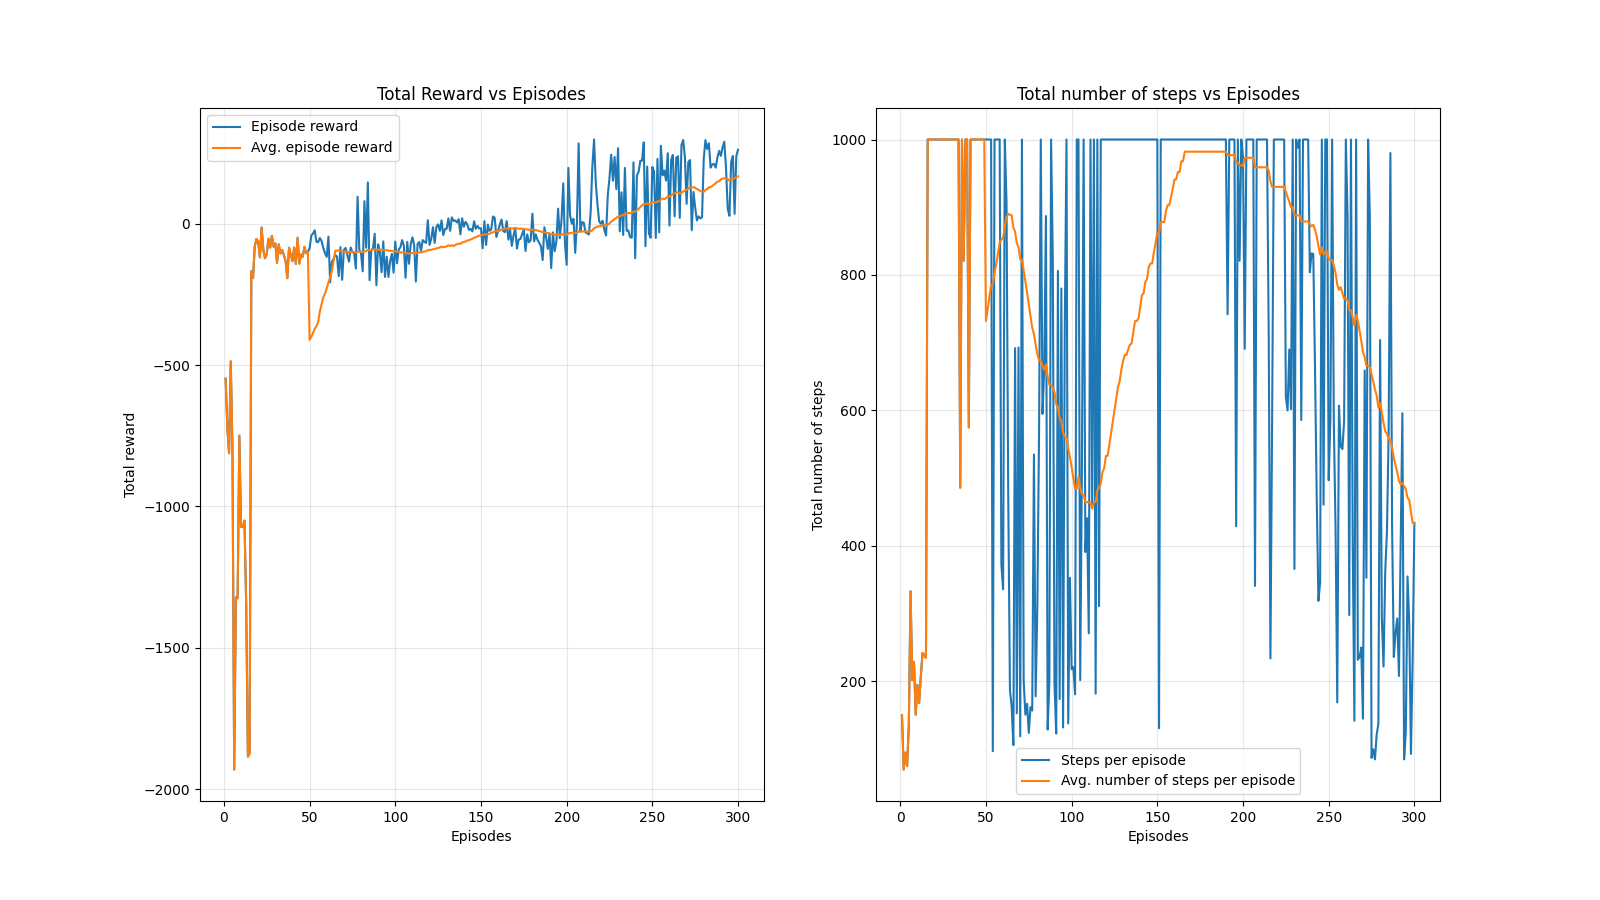 Total Reward vs Episodes
Episode reward
Avg. episode reward
0
−500
−1000
−1500
−2000
Total reward
0 50 100 150 200 250 300
Episodes
Total number of steps vs Episodes
1000
800
600
400
200
Total number of steps
Steps per episode
Avg. number of steps per episode
0 50 100 150 200 250 300
Episodes